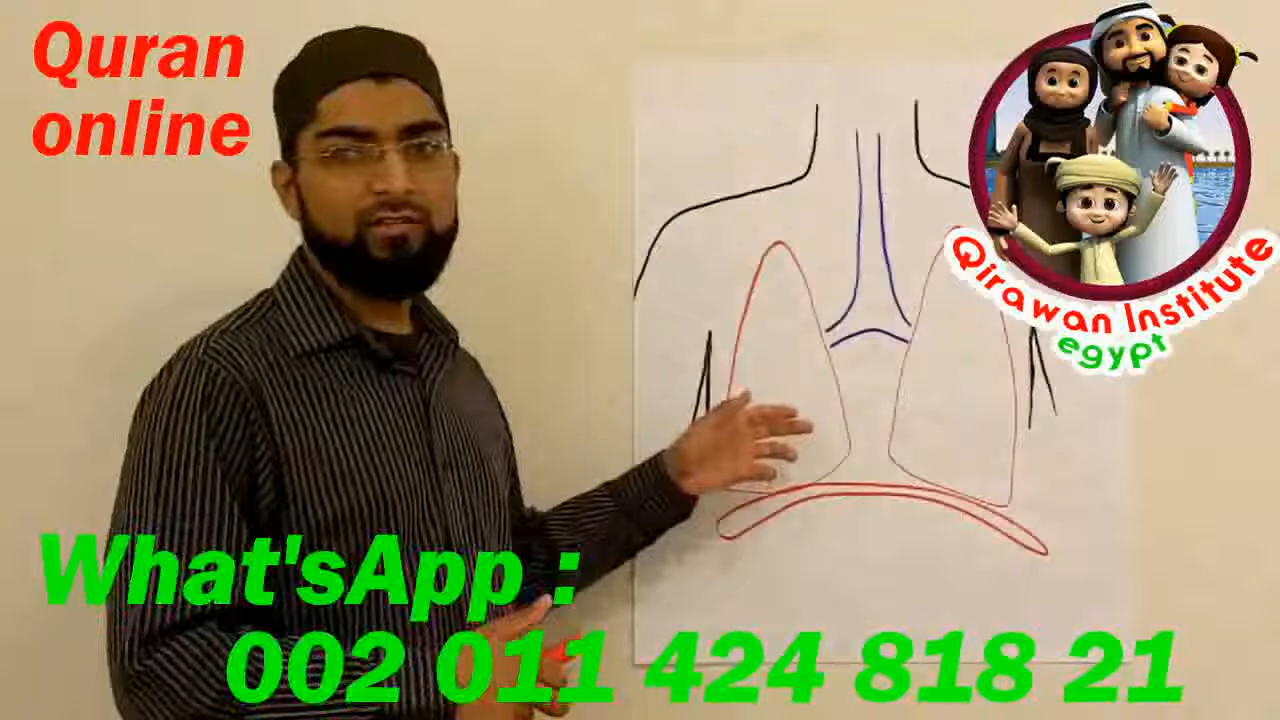 Quran
online
Qirawan Institute
egypt
What'sApp :
002 011 424 818 21